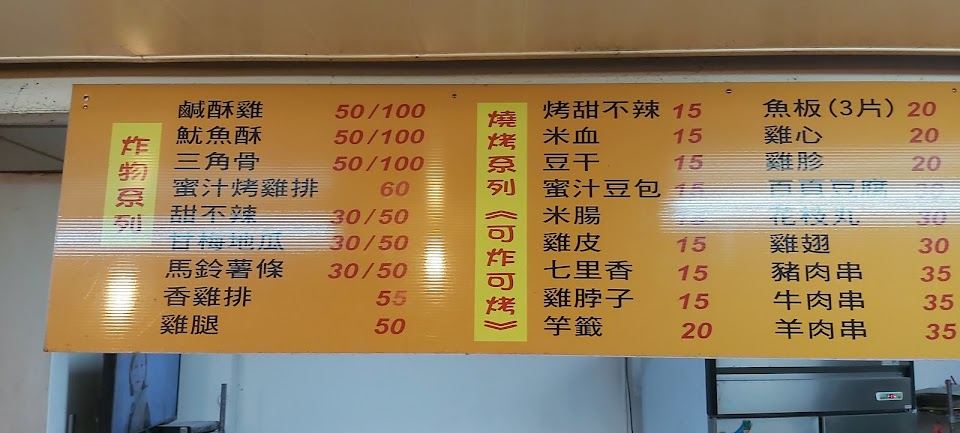 炸物系列
鹹酥雞 50/100
魷魚酥 50/100
三角骨 50/100
蜜汁烤雞排 60
甜不辣 30/50
甘梅地瓜 30/50
馬鈴薯條 30/50
香雞排 55
雞腿 50
燒烤系列《可炸可烤》
烤甜不辣 15
米血 15
豆干 15
蜜汁豆包 15
米腸
雞皮 15
七里香 15
雞脖子 15
竽籤 20
魚板(3片) 20
雞心 20
雞胗 20
百頁豆腐
花枝丸 30
雞翅 30
豬肉串 35
牛肉串 35
羊肉串 35